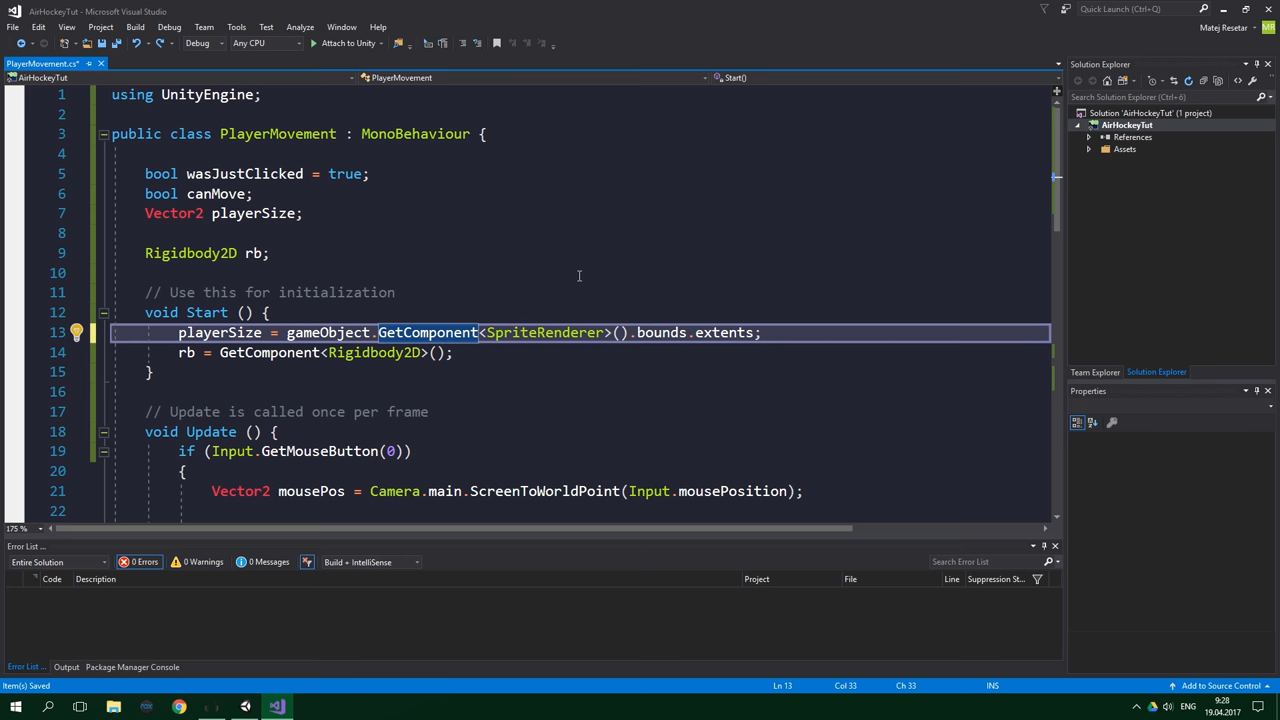 AirHockeyTut - Microsoft Visual Studio
Quick Launch (Ctrl+Q)
File Edit View Project Build Debug Team Tools Test Analyze Window Help
Matej Resetar MR
Debug Any CPU Attach to Unity
PlayerMovement.cs*
AirHockeyTut PlayerMovement Start()
1 using UnityEngine;
2
3 public class PlayerMovement : MonoBehaviour {
4
5 bool wasJustClicked = true;
6 bool canMove;
7 Vector2 playerSize;
8
9 Rigidbody2D rb;
10
11 // Use this for initialization
12 void Start () {
13 playerSize = gameObject.GetComponent<SpriteRenderer>().bounds.extents;
14 rb = GetComponent<Rigidbody2D>();
15 }
16
17 // Update is called once per frame
18 void Update () {
19 if (Input.GetMouseButton(0))
20 {
21 Vector2 mousePos = Camera.main.ScreenToWorldPoint(Input.mousePosition);
22
175 %
Solution Explorer
Search Solution Explorer (Ctrl+š)
Solution 'AirHockeyTut' (1 project)
AirHockeyTut
References
Assets
Team Explorer Solution Explorer
Properties
Error List ...
Entire Solution 0 Errors 0 Warnings 0 Messages Build + IntelliSense Search Error List
Code Description Project File Line Suppression St...
Error List ... Output Package Manager Console
Item(s) Saved Ln 13 Col 33 Ch 33 INS Add to Source Control
ENG 9:28
19.04.2017